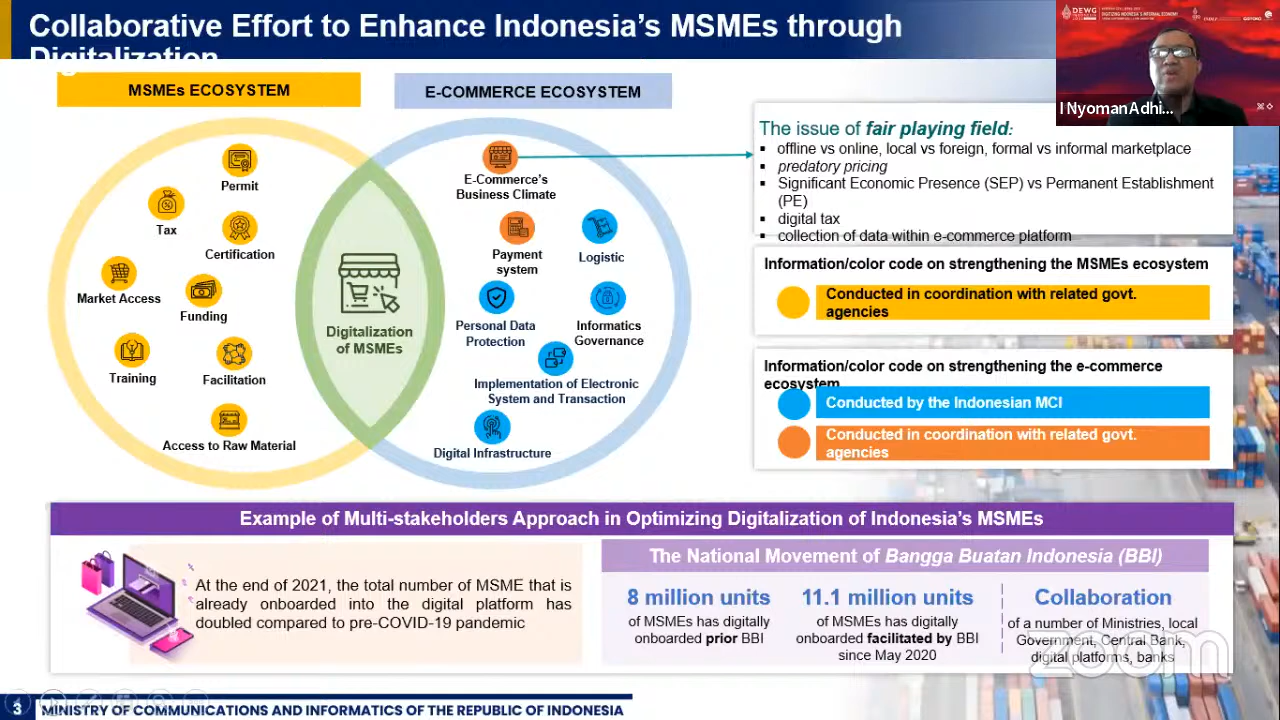 Collaborative Effort to Enhance Indonesia's MSMEs through
Digitalization
DEWG
I NyomanAdhi...
MSMEs ECOSYSTEM
E-COMMERCE ECOSYSTEM
Permit
Tax
Certification
Market Access
Funding
Training
Facilitation
Access to Raw Material
Digitalization
of MSMEs
E-Commerce's
Business Climate
Payment
system
Logistic
Personal Data
Protection
Informatics
Governance
Implementation of Electronic
System and Transaction
Digital Infrastructure
The issue of fair playing field:
▪ offline vs online, local vs foreign, formal vs informal marketplace
▪ predatory pricing
▪ Significant Economic Presence (SEP) vs Permanent Establishment
(PE)
▪ digital tax
▪ collection of data within e-commerce platform
Information/color code on strengthening the MSMEs ecosystem
Conducted in coordination with related govt.
agencies
Information/color code on strengthening the e-commerce
ecosystem
Conducted by the Indonesian MCI
Conducted in coordination with related govt.
agencies
Example of Multi-stakeholders Approach in Optimizing Digitalization of Indonesia's MSMEs
At the end of 2021, the total number of MSME that is
already onboarded into the digital platform has
doubled compared to pre-COVID-19 pandemic
The National Movement of Bangga Buatan Indonesia (BBI)
8 million units
of MSMEs has digitally
onboarded prior BBI
11.1 million units
of MSMEs has digitally
onboarded facilitated by BBI
since May 2020
Collaboration
of a number of Ministries, local
Government, Central Bank,
digital platforms, banks
zoom
3
MINISTRY OF COMMUNICATIONS AND INFORMATICS OF THE REPUBLIC OF INDONESIA